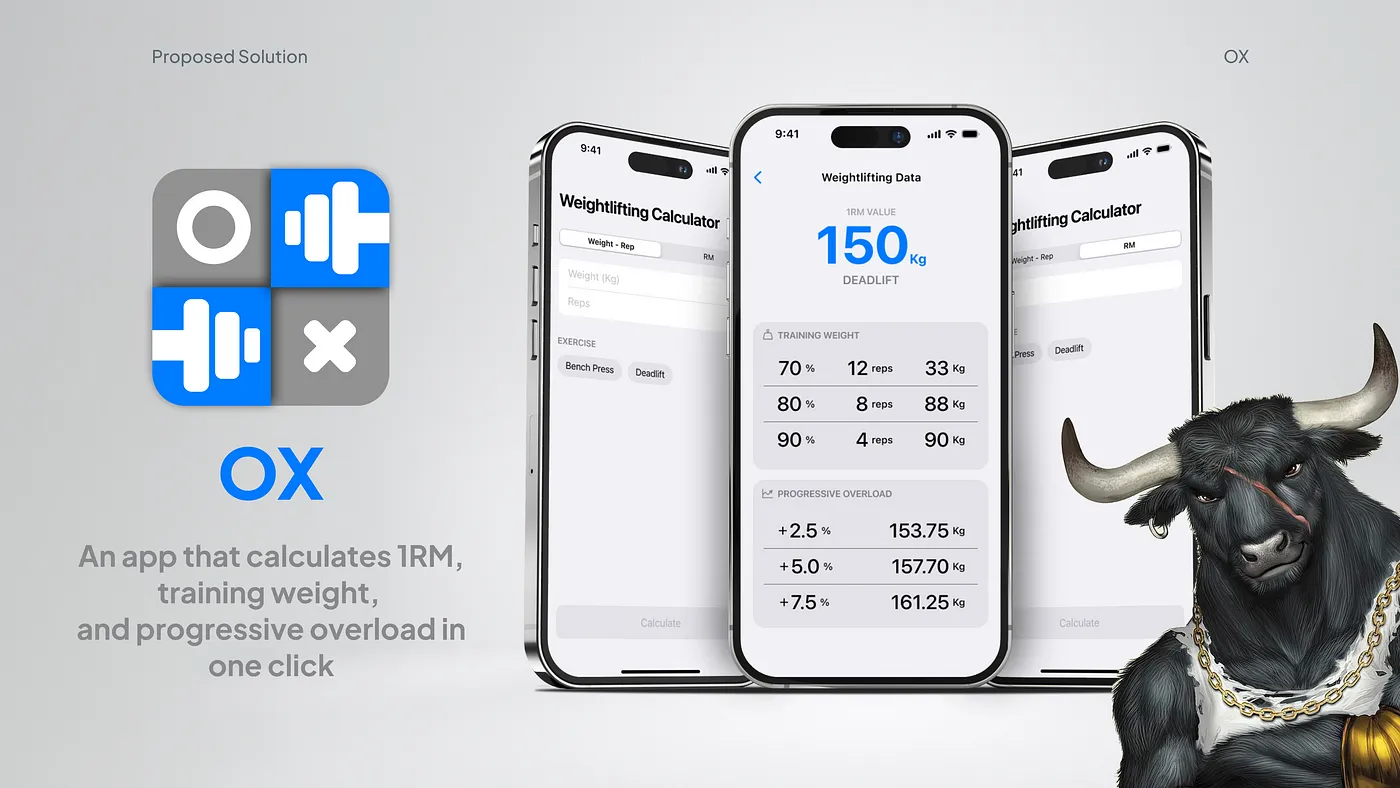 Proposed Solution
OX
OX
An app that calculates 1RM,
training weight,
and progressive overload in
one click
9:41
Weightlifting Calculator
Weight - Rep
RM
Weight (Kg)
Reps
EXERCISE
Bench Press
Deadlift
Calculate
9:41
Weightlifting Data
1RM VALUE
150 Kg
DEADLIFT
TRAINING WEIGHT
70 % 12 reps 33 Kg
80 % 8 reps 88 Kg
90 % 4 reps 90 Kg
PROGRESSIVE OVERLOAD
+2.5 % 153.75 Kg
+5.0 % 157.70 Kg
+7.5 % 161.25 Kg
41
ghtlifting Calculator
Weight - Rep
RM
E
Press
Deadlift
Calculate